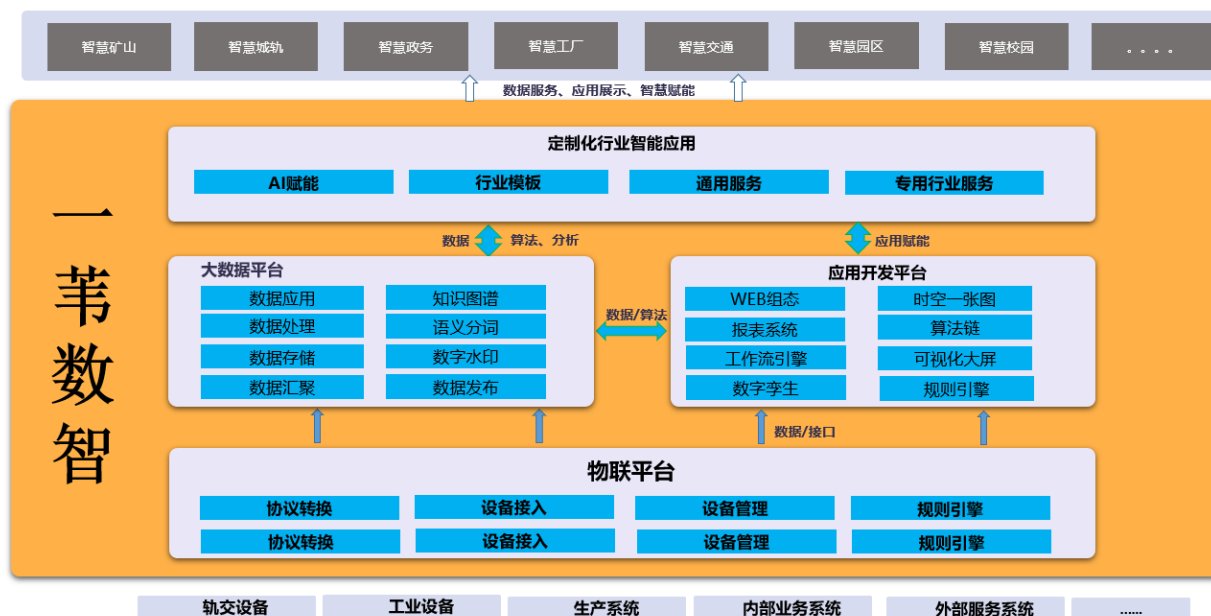 智慧矿山 智慧城轨 智慧政务 智慧工厂 智慧交通 智慧园区 智慧校园 。。。。
数据服务、应用展示、智慧赋能
一苇数智
定制化行业智能应用
AI赋能 行业模板 通用服务 专用行业服务
数据 算法、分析 应用赋能
大数据平台
数据应用 知识图谱
数据处理 语义分词
数据存储 数字水印
数据汇聚 数据发布
数据/算法
应用开发平台
WEB组态 时空一张图
报表系统 算法链
工作流引擎 可视化大屏
数字孪生 规则引擎
数据/接口
物联平台
协议转换 设备接入 设备管理 规则引擎
协议转换 设备接入 设备管理 规则引擎
轨交设备 工业设备 生产系统 内部业务系统 外部服务系统 ......